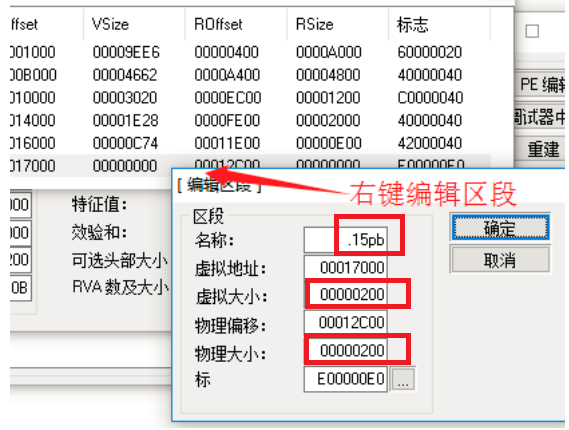 ffset VSize ROffset RSize 标志
001000 00009EE6 00000400 0000A000 60000020
00B000 00004662 0000A400 00004800 40000040
010000 00003020 0000EC00 00001200 C0000040
014000 00001E28 0000FE00 00002000 40000040
016000 00000C74 00011E00 00000E00 42000040
017000 00000000 00012C00 00000000 E00000E0
PE 编辑
调试器中
重建
000 特征值:
000 效验和:
200 可选头部大小
0B RVA 数及大小
[ 编辑区段 ]
右键编辑区段
区段
名称: .15pb
虚拟地址: 00017000
虚拟大小: 00000200
物理偏移: 00012C00
物理大小: 00000200
标 E00000E0 ...
确定
取消